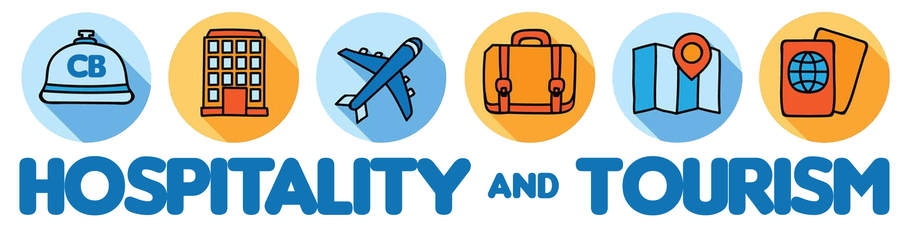 CB
HOSPITALITY AND TOURISM